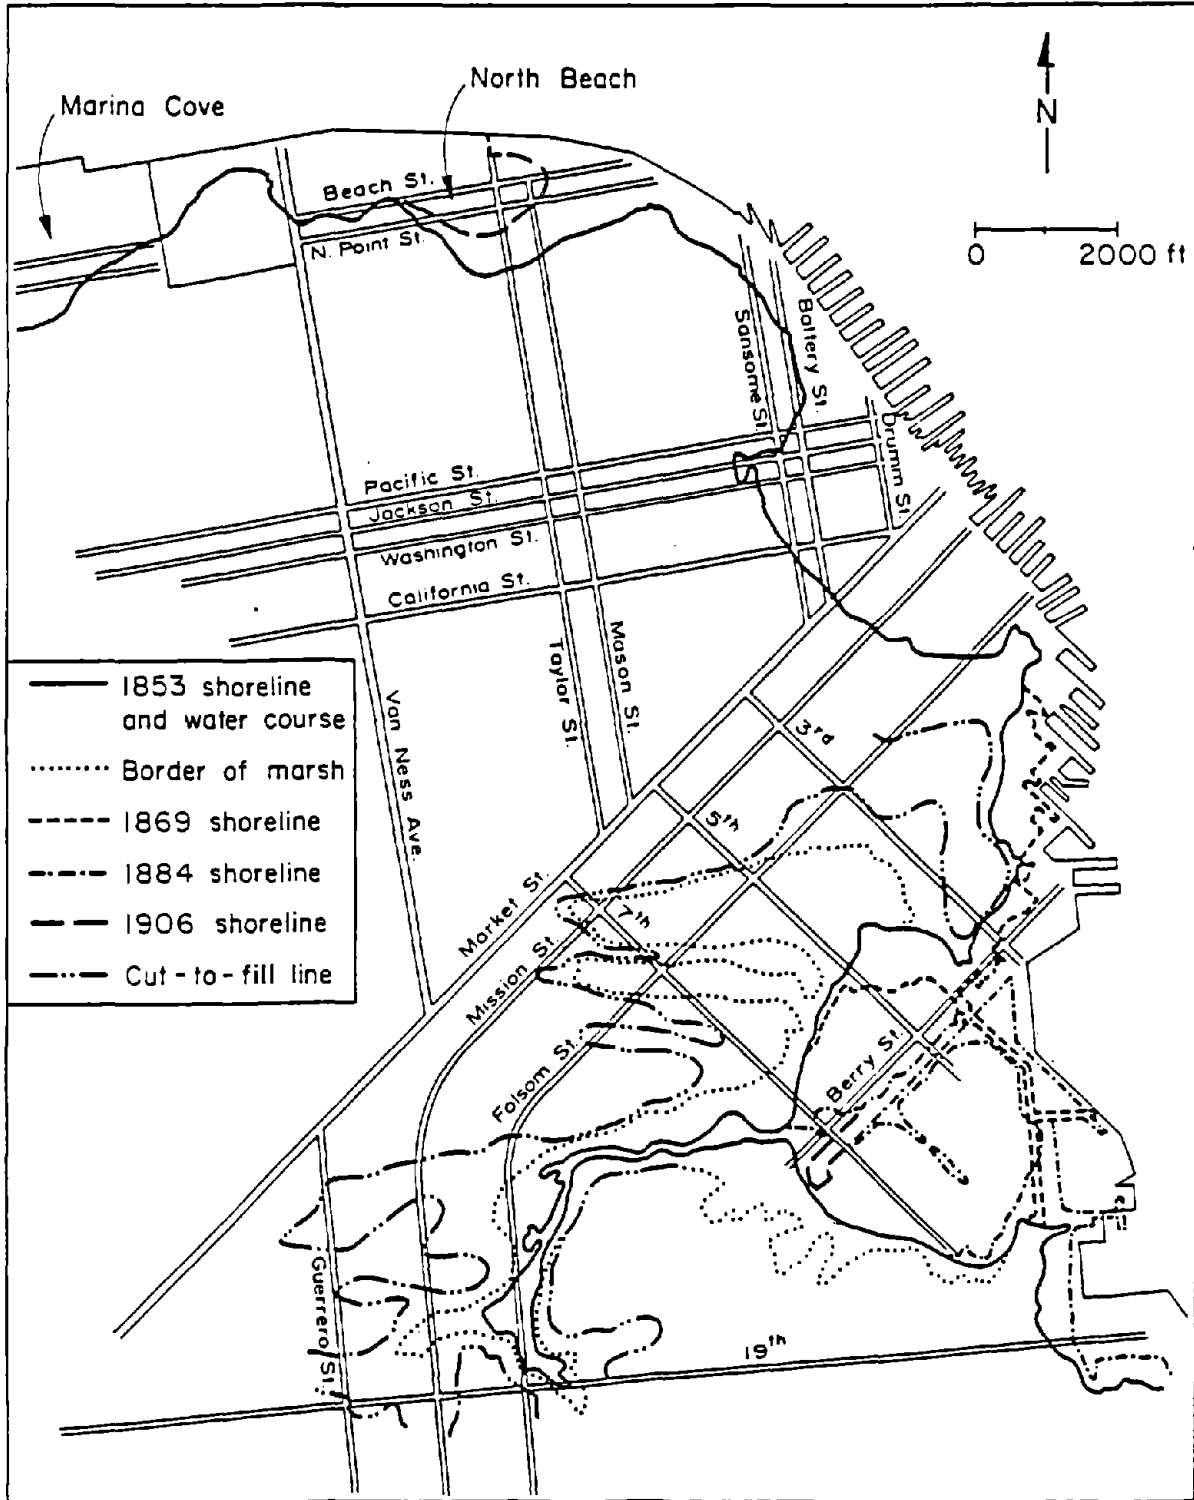 North Beach
Marina Cove
N
Beach St.
N. Point St.
0 2000 ft
Sansome St.
Battery St.
Drumm St.
Pacific St.
Jackson St.
Washington St.
California St.
Taylor St.
Mason St.
Van Ness Ave.
1853 shoreline
and water course
Border of marsh
1869 shoreline
1884 shoreline
1906 shoreline
Cut-to-fill line
3rd
5th
7th
Market St.
Mission St.
Folsom St.
Berry St.
Guerrero St.
19th